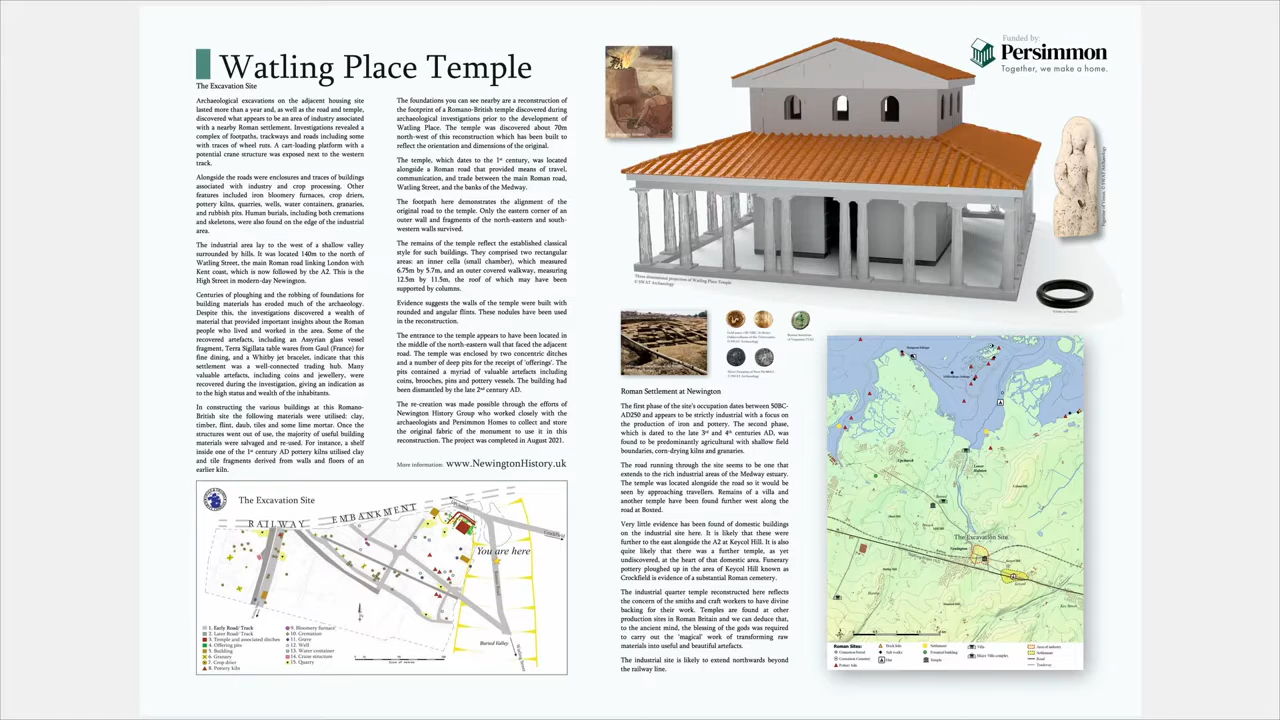 Watling Place Temple
The Excavation Site
Archaeological excavations on the adjacent housing site
lasted more than a year and, as well as the road and temple,
discovered what appears to be an area of industry associated
with a nearby Roman settlement. Investigations revealed a
complex of footpaths, trackways and roads including some
with traces of wheel ruts. A cart-loading platform with a
potential crane structure was exposed next to the western
track.
Alongside the roads were enclosures and traces of buildings
associated with industry and crop processing. Other
features included iron bloomery furnaces, crop driers,
pottery kilns, quarries, wells, water containers, granaries,
and rubbish pits. Human burials, including both cremations
and skeletons, were also found on the edge of the industrial
area.
The industrial area lay to the west of a shallow valley
surrounded by hills. It was located 140m to the north of
Watling Street, the main Roman road linking London with
Kent coast, which is now followed by the A2. This is the
High Street in modern-day Newington.
Centuries of ploughing and the robbing of foundations for
building materials has eroded much of the archaeology.
Despite this, the investigations discovered a wealth of
material that provided important insights about the Roman
people who lived and worked in the area. Some of the
recovered artefacts, including an Assyrian glass vessel
fragment, Terra Sigillata table wares from Gaul (France) for
fine dining, and a Whitby jet bracelet, indicate that this
settlement was a well-connected trading hub. Many
valuable artefacts, including coins and jewellery, were
recovered during the investigation, giving an indication as
to the high status and wealth of the inhabitants.
In constructing the various buildings at this Romano-
British site the following materials were utilised: clay,
timber, flint, daub, tiles and some lime mortar. Once the
structures went out of use, the majority of useful building
materials were salvaged and re-used. For instance, a shelf
inside one of the 1st century AD pottery kilns utilised clay
and tile fragments derived from walls and floors of an
earlier kiln.
The foundations you can see nearby are a reconstruction of
the footprint of a Romano-British temple discovered during
archaeological investigations prior to the development of
Watling Place. The temple was discovered about 70m
north-west of this reconstruction which has been built to
reflect the orientation and dimensions of the original.
The temple, which dates to the 1st century, was located
alongside a Roman road that provided means of travel,
communication, and trade between the main Roman road,
Watling Street, and the banks of the Medway.
The footpath here demonstrates the alignment of the
original road to the temple. Only the eastern corner of an
outer wall and fragments of the north-eastern and south-
western walls survived.
The remains of the temple reflect the established classical
style for such buildings. They comprised two rectangular
areas: an inner cella (small chamber), which measured
6.75m by 5.7m, and an outer covered walkway, measuring
12.5m by 11.5m, the roof of which may have been
supported by columns.
Evidence suggests the walls of the temple were built with
rounded and angular flints. These nodules have been used
in the reconstruction.
The entrance to the temple appears to have been located in
the middle of the north-eastern wall that faced the adjacent
road. The temple was enclosed by two concentric ditches
and a number of deep pits for the receipt of 'offerings'. The
pits contained a myriad of valuable artefacts including
coins, brooches, pins and pottery vessels. The building had
been dismantled by the late 2nd century AD.
The re-creation was made possible through the efforts of
Newington History Group who worked closely with the
archaeologists and Persimmon Homes to collect and store
the original fabric of the monument to use it in this
reconstruction. The project was completed in August 2021.
More information: www.NewingtonHistory.uk
The Excavation Site
RAILWAY EMBANKMENT
You are here
Buried Valley
1. Early Road/ Track
2. Later Road/ Track
3. Temple and associated ditches
4. Offering pits
5. Building
6. Granary
7. Crop drier
8. Pottery kiln
9. Bloomery furnace
10. Cremation
11. Grave
12. Well
13. Water container
14. Crane structure
15. Quarry
Funded by:
Persimmon
Together, we make a home.
Three dimensional projection of Watling Place Temple
©SWAT Archaeology
Roman Settlement at Newington
The first phase of the site's occupation dates between 50BC-
AD250 and appears to be strictly industrial with a focus on
the production of iron and pottery. The second phase,
which is dated to the late 3rd and 4th centuries AD, was
found to be predominantly agricultural with shallow field
boundaries, corn-drying kilns and granaries.
The road running through the site seems to be one that
extends to the rich industrial areas of the Medway estuary.
The temple was located alongside the road so it would be
seen by approaching travellers. Remains of a villa and
another temple have been found further west along the
road at Boxted.
Very little evidence has been found of domestic buildings
on the industrial site here. It is likely that these were
further to the east alongside the A2 at Keycol Hill. It is also
quite likely that there was a further temple, as yet
undiscovered, at the heart of that domestic area. Funerary
pottery ploughed up in the area of Keycol Hill known as
Crockfield is evidence of a substantial Roman cemetery.
The industrial quarter temple reconstructed here reflects
the concern of the smiths and craft workers to have divine
backing for their work. Temples are found at other
production sites in Roman Britain and we can deduce that,
to the ancient mind, the blessing of the gods was required
to carry out the 'magical' work of transforming raw
materials into useful and beautiful artefacts.
The industrial site is likely to extend northwards beyond
the railway line.
The Excavation Site
Newington
Roman Sites:
Settlement
Villa
Temple
Area of industry
Settlement
Road